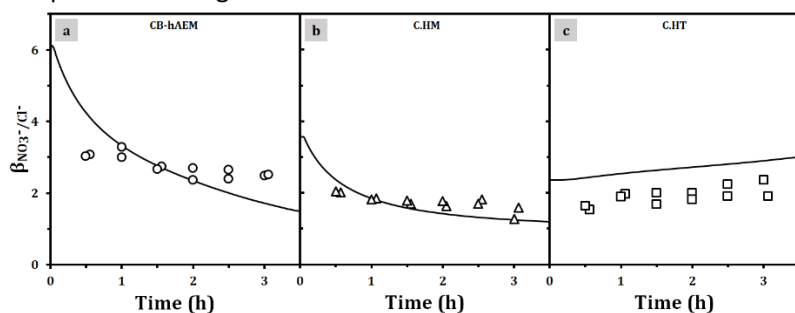 a CB-hAEM b C.HM c C.HT
6
4
2
0
βNO₃⁻/Cl⁻
0 1 2 3 0 1 2 3 0 1 2 3
Time (h) Time (h) Time (h)